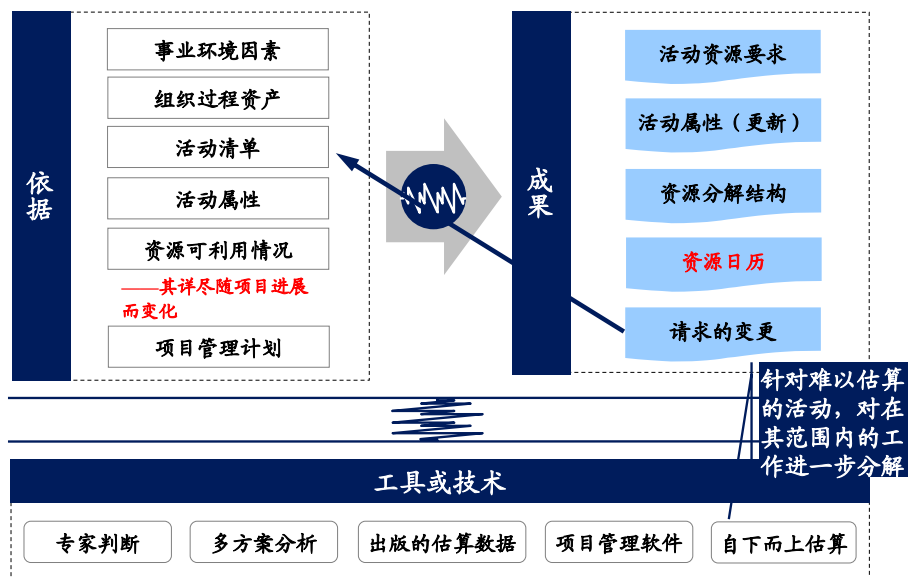 依据
事业环境因素
组织过程资产
活动清单
活动属性
资源可利用情况
——其详尽随项目进展
而变化
项目管理计划
成果
活动资源要求
活动属性（更新）
资源分解结构
资源日历
请求的变更
针对难以估算
的活动，对在
其范围内的工
作进一步分解
工具或技术
专家判断
多方案分析
出版的估算数据
项目管理软件
自下而上估算